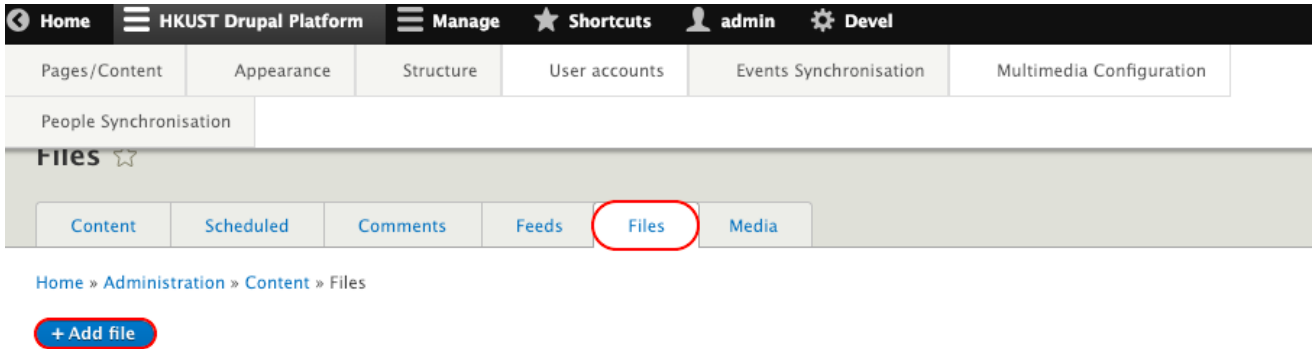 Home HKUST Drupal Platform Manage Shortcuts admin Devel
Pages/Content Appearance Structure User accounts Events Synchronisation Multimedia Configuration
People Synchronisation
Files
Content Scheduled Comments Feeds Files Media
Home » Administration » Content » Files
+ Add file